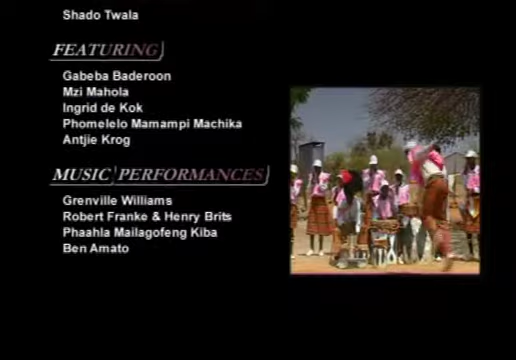 Shado Twala
FEATURING
Gabeba Baderoon
Mzi Mahola
Ingrid de Kok
Phomelelo Mamampi Machika
Antjie Krog
MUSIC PERFORMANCES
Grenville Williams
Robert Franke & Henry Brits
Phaahla Mailagofeng Kiba
Ben Amato